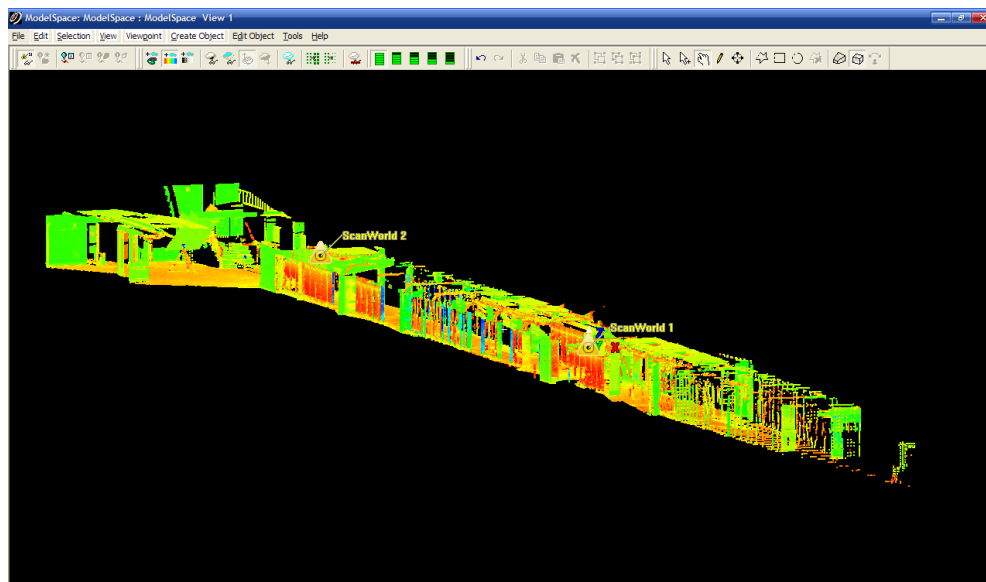 ModelSpace: ModelSpace : ModelSpace View 1
File Edit Selection View Viewpoint Create Object Edit Object Tools Help
ScanWorld 2
ScanWorld 1
X